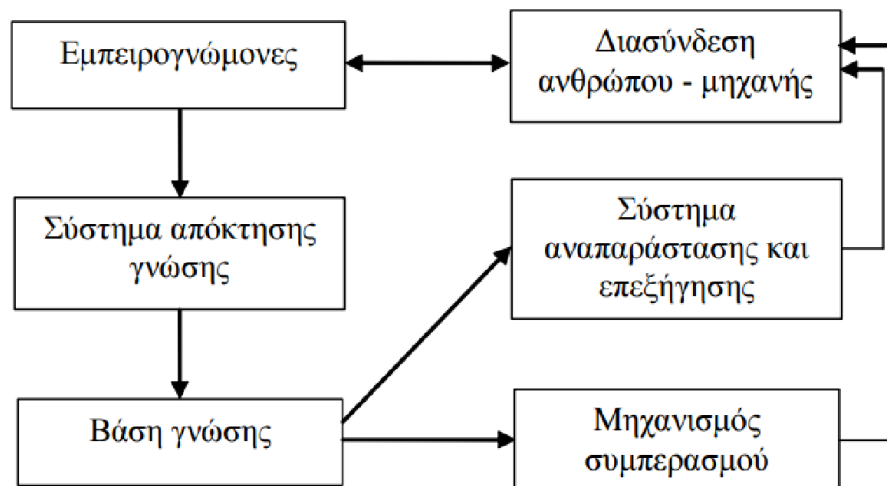 Εμπειρογνώμονες
Διασύνδεση
ανθρώπου - μηχανής
Σύστημα απόκτησης
γνώσης
Σύστημα
αναπαράστασης και
επεξήγησης
Βάση γνώσης
Μηχανισμός
συμπερασμού